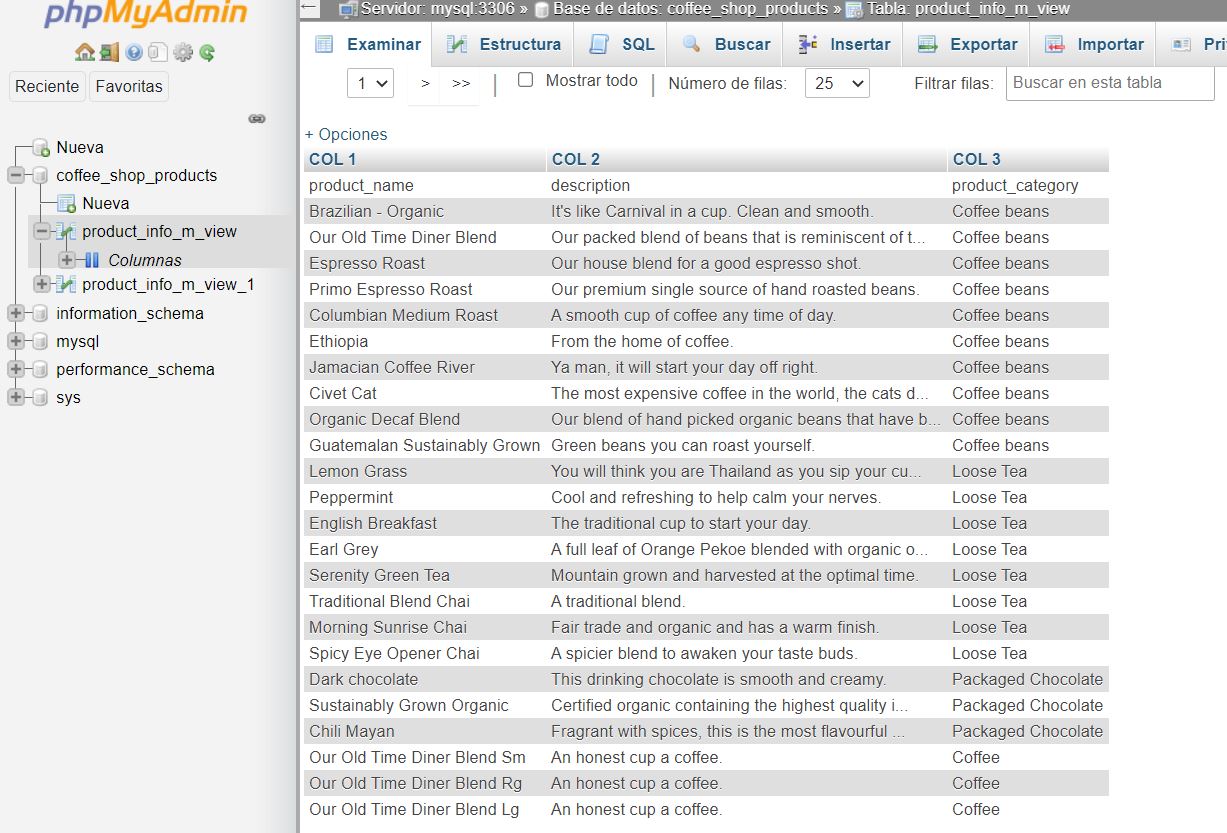 phpMyAdmin
Reciente Favoritas
Nueva
coffee_shop_products
Nueva
product_info_m_view
Columnas
product_info_m_view_1
information_schema
mysql
performance_schema
sys
Servidor: mysql:3306 » Base de datos: coffee_shop_products » Tabla: product_info_m_view
Examinar Estructura SQL Buscar Insertar Exportar Importar Pri
1 > >> | Mostrar todo | Número de filas: 25 Filtrar filas: Buscar en esta tabla
+ Opciones
COL 1 COL 2 COL 3
product_name description product_category
Brazilian - Organic It's like Carnival in a cup. Clean and smooth. Coffee beans
Our Old Time Diner Blend Our packed blend of beans that is reminiscent of t... Coffee beans
Espresso Roast Our house blend for a good espresso shot. Coffee beans
Primo Espresso Roast Our premium single source of hand roasted beans. Coffee beans
Columbian Medium Roast A smooth cup of coffee any time of day. Coffee beans
Ethiopia From the home of coffee. Coffee beans
Jamacian Coffee River Ya man, it will start your day off right. Coffee beans
Civet Cat The most expensive coffee in the world, the cats d... Coffee beans
Organic Decaf Blend Our blend of hand picked organic beans that have b... Coffee beans
Guatemalan Sustainably Grown Green beans you can roast yourself. Coffee beans
Lemon Grass You will think you are Thailand as you sip your cu... Loose Tea
Peppermint Cool and refreshing to help calm your nerves. Loose Tea
English Breakfast The traditional cup to start your day. Loose Tea
Earl Grey A full leaf of Orange Pekoe blended with organic o... Loose Tea
Serenity Green Tea Mountain grown and harvested at the optimal time. Loose Tea
Traditional Blend Chai A traditional blend. Loose Tea
Morning Sunrise Chai Fair trade and organic and has a warm finish. Loose Tea
Spicy Eye Opener Chai A spicier blend to awaken your taste buds. Loose Tea
Dark chocolate This drinking chocolate is smooth and creamy. Packaged Chocolate
Sustainably Grown Organic Certified organic containing the highest quality i... Packaged Chocolate
Chili Mayan Fragrant with spices, this is the most flavourful ... Packaged Chocolate
Our Old Time Diner Blend Sm An honest cup a coffee. Coffee
Our Old Time Diner Blend Rg An honest cup a coffee. Coffee
Our Old Time Diner Blend Lg An honest cup a coffee. Coffee